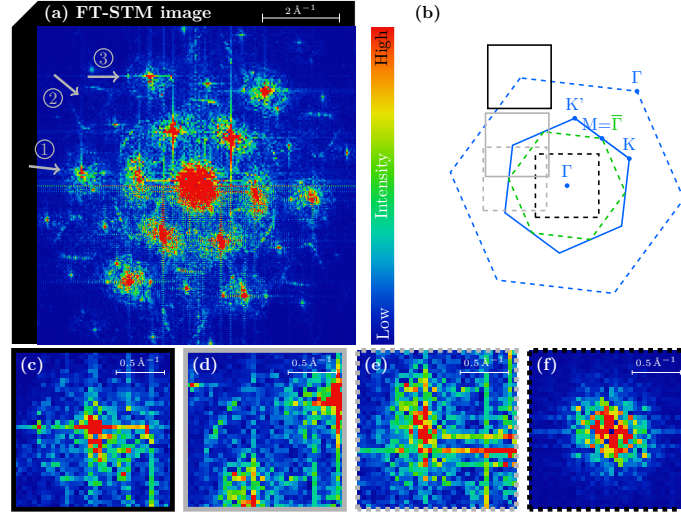 (a) FT-STM image
2 Å⁻¹
③
②
①
High
Intensity
Low
(b)
Γ
K'
M=Γ̅
K
Γ
(c)
0.5 Å⁻¹
(d)
0.5 Å⁻¹
(e)
0.5 Å⁻¹
(f)
0.5 Å⁻¹